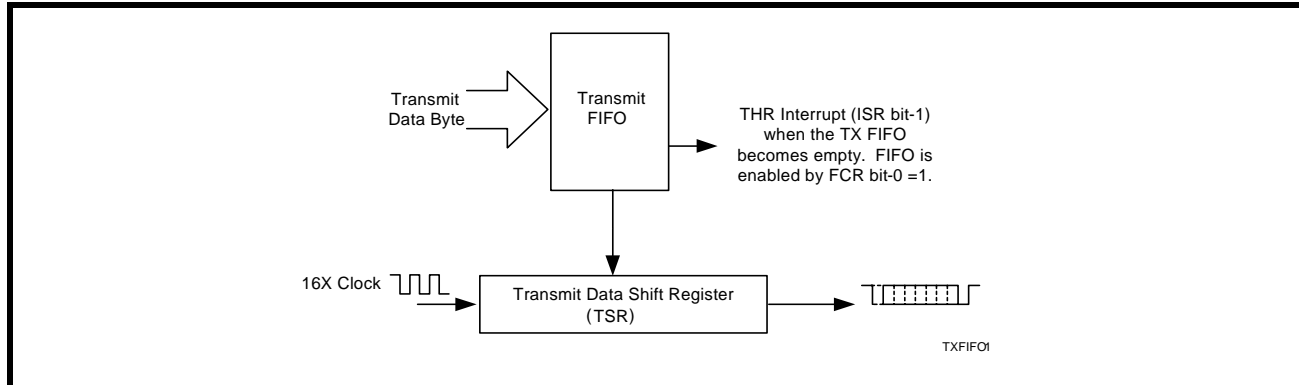 Transmit
Data Byte
Transmit
FIFO
THR Interrupt (ISR bit-1)
when the TX FIFO
becomes empty. FIFO is
enabled by FCR bit-0 =1.
16X Clock
Transmit Data Shift Register
(TSR)
TXFIFO1